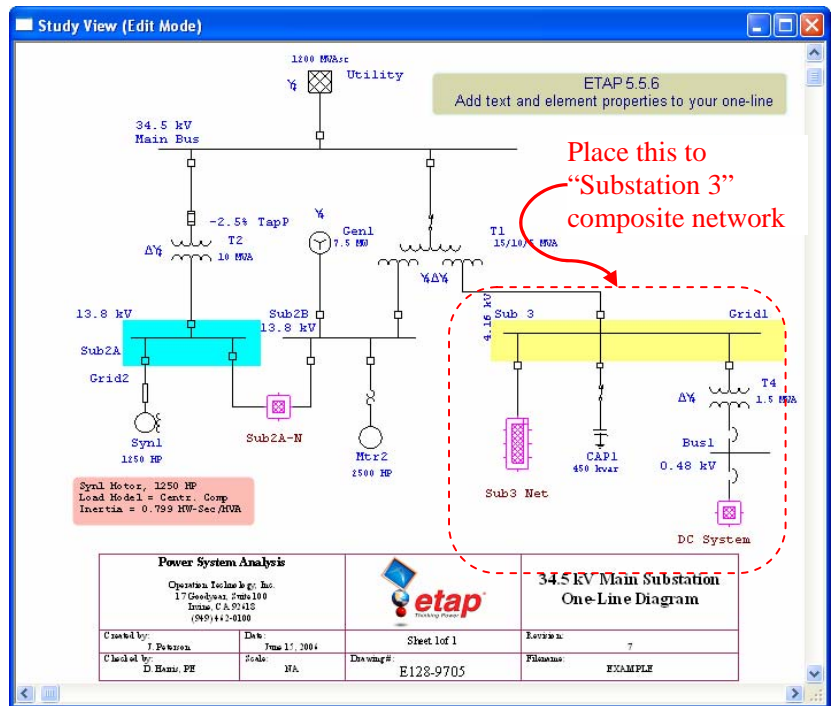 Study View (Edit Mode)
1200 MVAsc
Utility
ETAP 5.5.6
Add text and element properties to your one-line
34.5 kV
Main Bus
Place this to
“Substation 3”
composite network
-2.5% TapP
T2
10 MVA
Gen1
7.5 MW
T1
15/10/5 MVA
13.8 kV
Sub2A
Sub2B
13.8 kV
4.16 kV
Sub 3
Grid1
Grid2
Syn1
1250 HP
Sub2A-N
Mtr2
2500 HP
Sub3 Net
CAP1
450 kvar
T4
1.5 MVA
Bus1
0.48 kV
DC System
Syn1 Motor, 1250 HP
Load Model = Centr. Comp
Inertia = 0.799 MW-Sec/MVA
Power System Analysis
Operation Technology, Inc.
17 Goodyear, Suite 100
Irvine, CA 92618
(949) 462-0100
etap
Thinking Power
34.5 kV Main Substation
One-Line Diagram
Created by:
J. Peterson
Date:
June 15, 2006
Sheet 1of 1
Revision:
7
Checked by:
D. Harris, PE
Scale:
NA
Drawing#:
E128-9705
Filename:
EXAMPLE